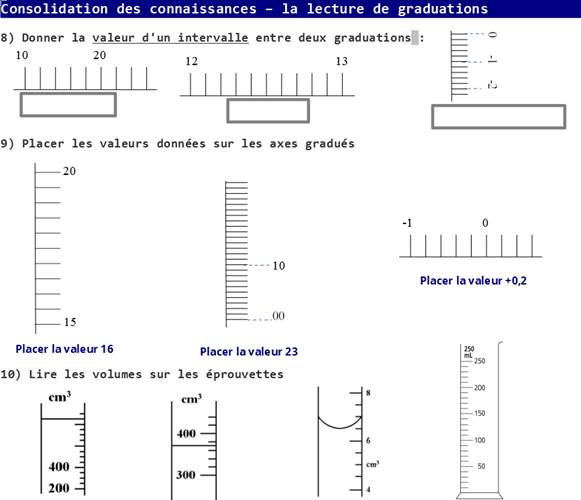 Consolidation des connaissances – la lecture de graduations
8) Donner la valeur d'un intervalle entre deux graduations :
10 20
12 13
0
-1
-2
9) Placer les valeurs données sur les axes gradués
20
15
Placer la valeur 16
10
00
Placer la valeur 23
-1 0
Placer la valeur +0,2
10) Lire les volumes sur les éprouvettes
cm³
400
200
cm³
400
300
8
6
cm³
4
250
mL
250
200
150
100
50